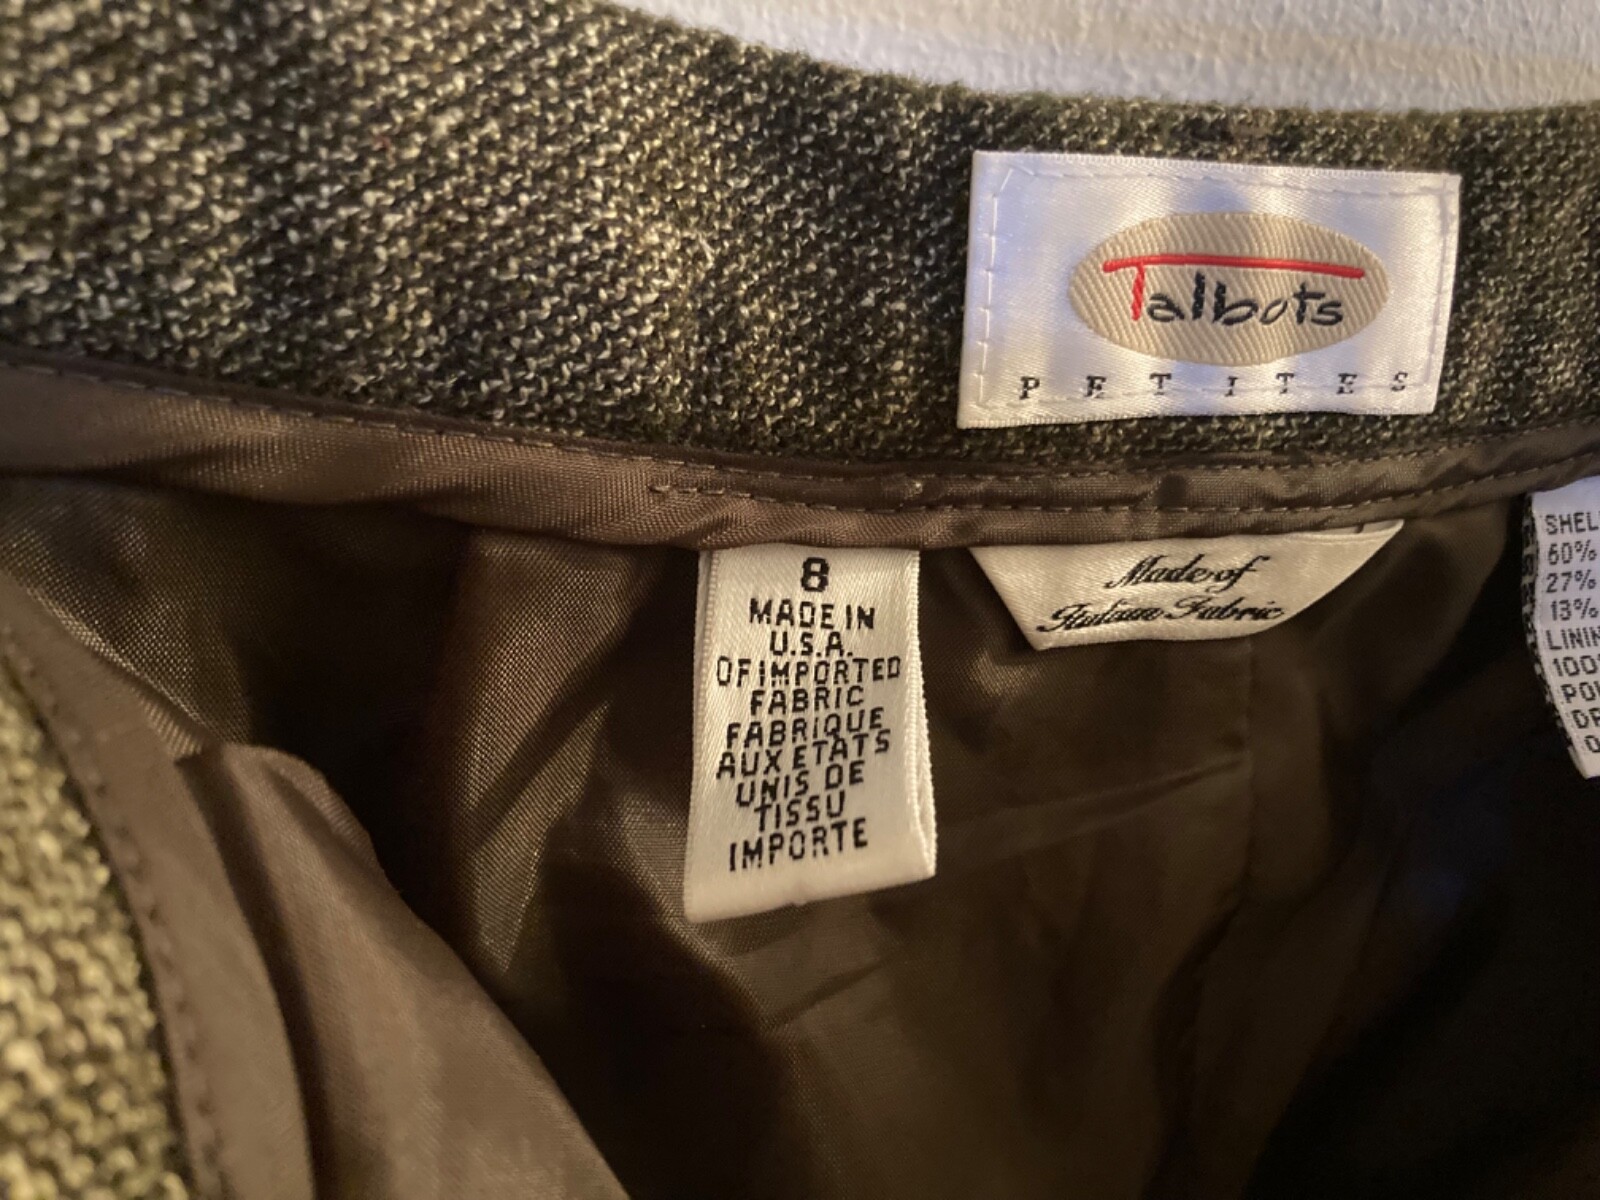 Talbots
PETITES
8
MADE IN
U.S.A.
OF IMPORTED
FABRIC
FABRIQUE
AUX ETATS
UNIS DE
TISSU
IMPORTE
Made of
Italian Fabric
SHEL
60%
27%
13%
LININ
100
PO
DR